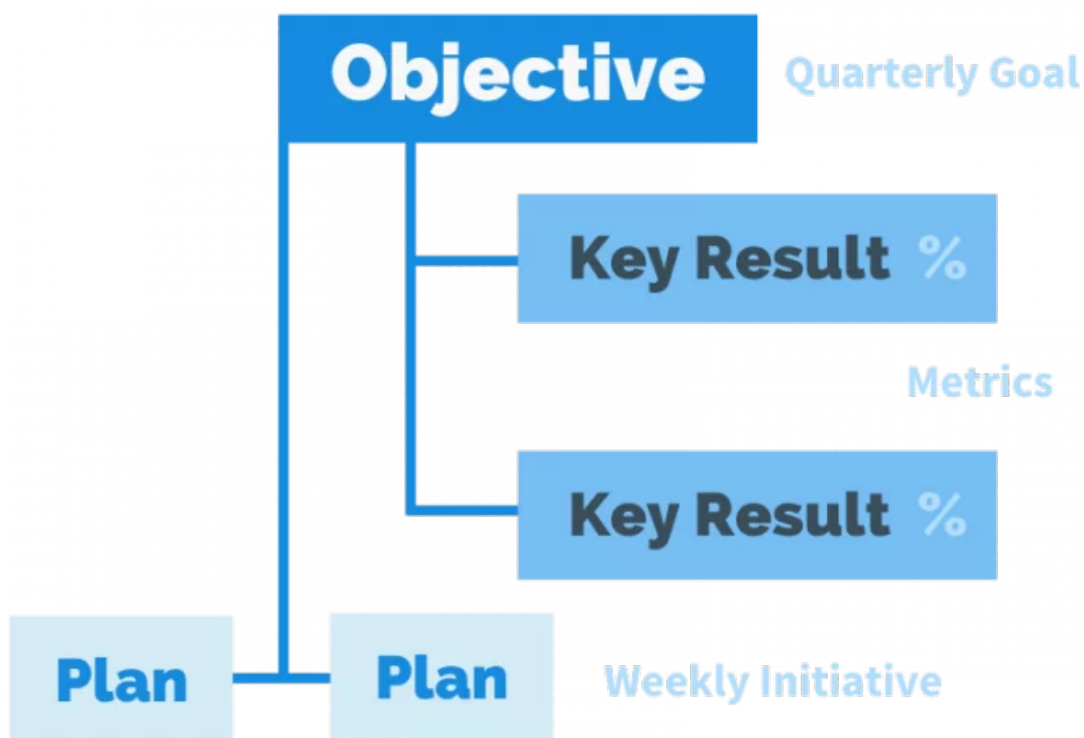 Objective
Quarterly Goal
Key Result %
Metrics
Key Result %
Plan
Plan
Weekly Initiative